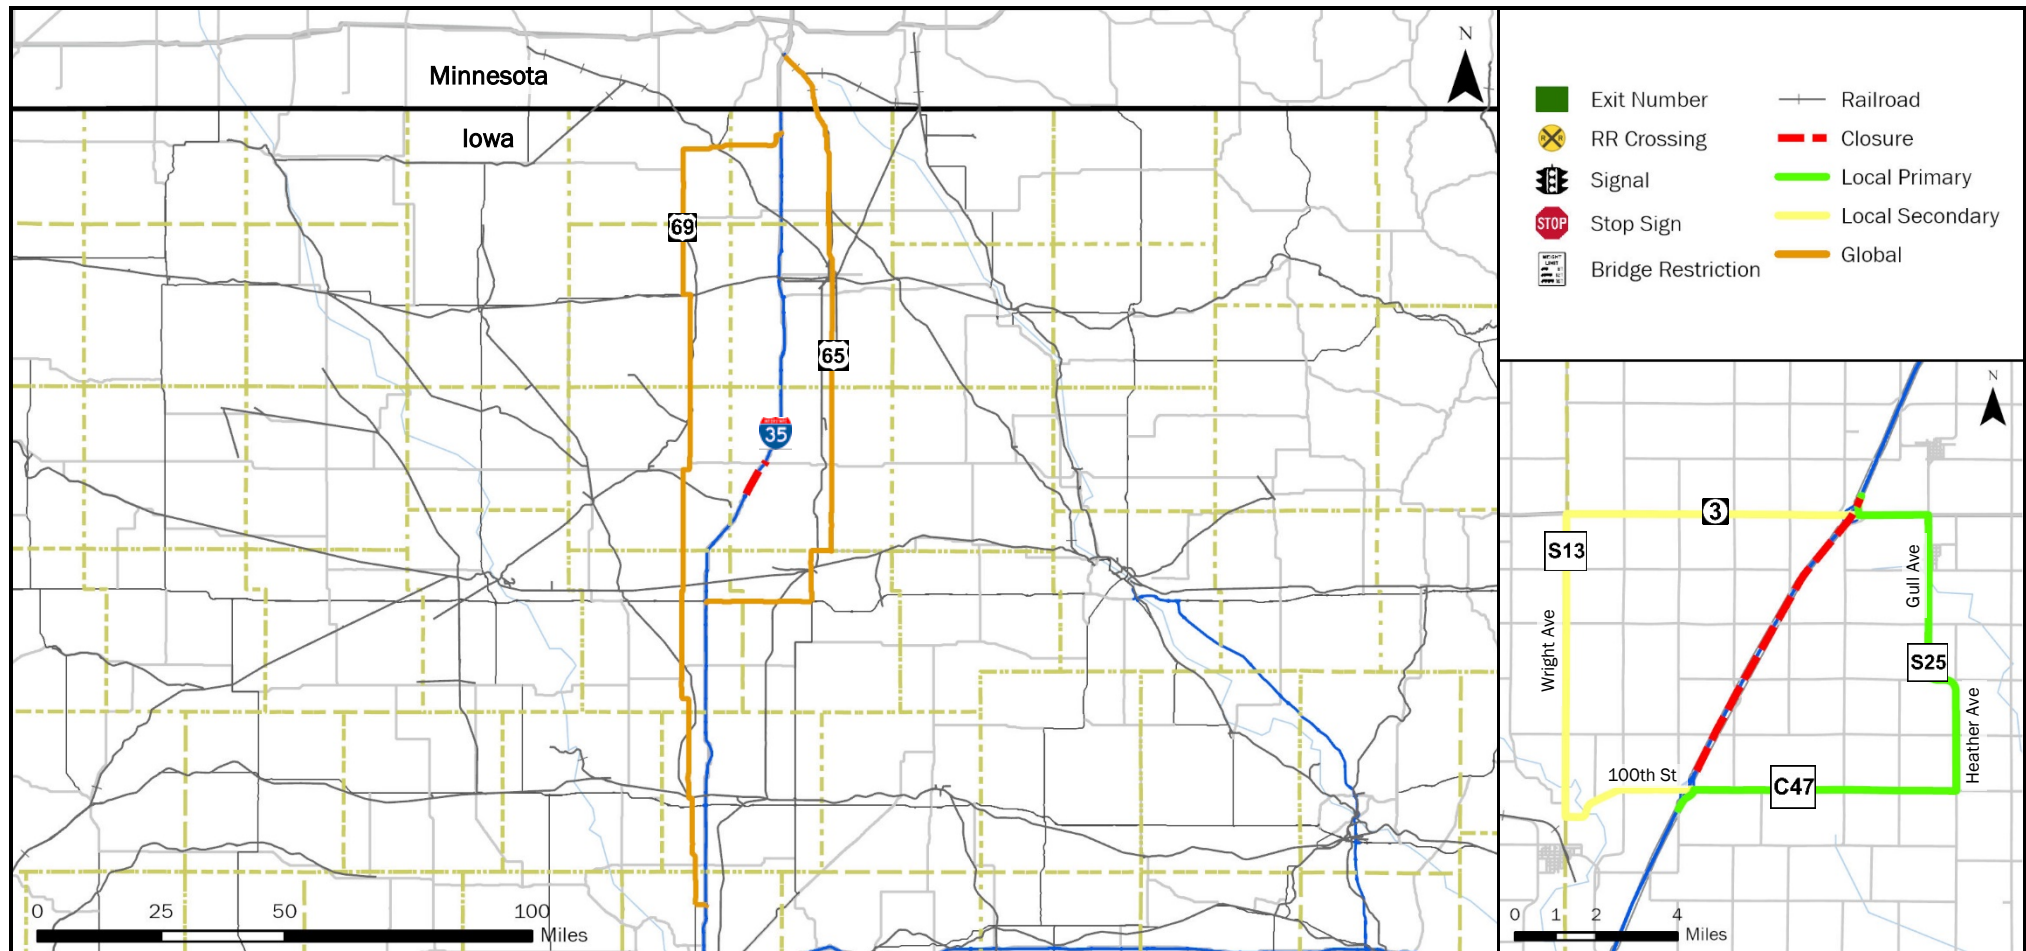 Minnesota
Iowa
N
69
65
35
0 25 50 100
Miles
Exit Number
RR Crossing
Signal
STOP Stop Sign
WEIGHT
LIMIT
Bridge Restriction
Railroad
Closure
Local Primary
Local Secondary
Global
N
3
S13
Gull Ave
Wright Ave
S25
Heather Ave
100th St
C47
0 1 2 4
Miles